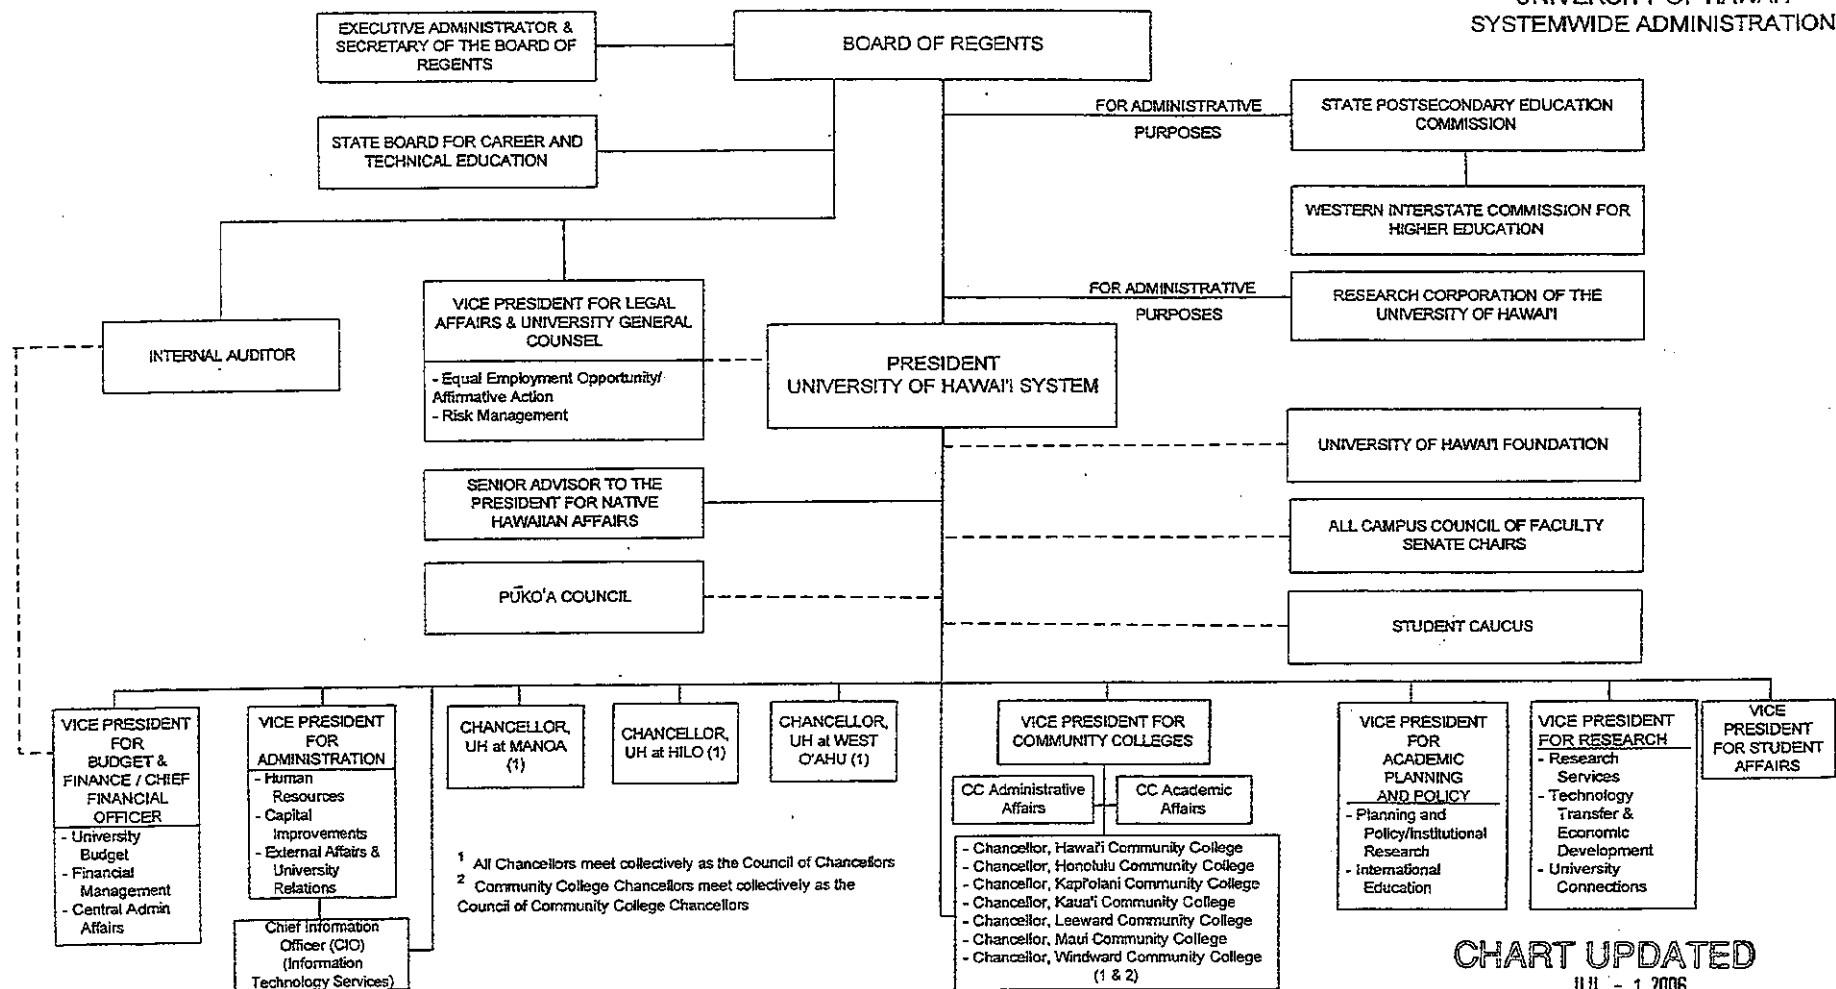 SYSTEMWIDE ADMINISTRATION
EXECUTIVE ADMINISTRATOR &
SECRETARY OF THE BOARD OF
REGENTS
BOARD OF REGENTS
STATE BOARD FOR CAREER AND
TECHNICAL EDUCATION
FOR ADMINISTRATIVE
PURPOSES
STATE POSTSECONDARY EDUCATION
COMMISSION
WESTERN INTERSTATE COMMISSION FOR
HIGHER EDUCATION
FOR ADMINISTRATIVE
PURPOSES
RESEARCH CORPORATION OF THE
UNIVERSITY OF HAWAI'I
INTERNAL AUDITOR
VICE PRESIDENT FOR LEGAL
AFFAIRS & UNIVERSITY GENERAL
COUNSEL
- Equal Employment Opportunity/
Affirmative Action
- Risk Management
PRESIDENT
UNIVERSITY OF HAWAI'I SYSTEM
UNIVERSITY OF HAWAI'I FOUNDATION
SENIOR ADVISOR TO THE
PRESIDENT FOR NATIVE
HAWAIIAN AFFAIRS
ALL CAMPUS COUNCIL OF FACULTY
SENATE CHAIRS
PŪKO'A COUNCIL
STUDENT CAUCUS
VICE PRESIDENT
FOR
BUDGET &
FINANCE / CHIEF
FINANCIAL
OFFICER
- University
Budget
- Financial
Management
- Central Admin
Affairs
VICE PRESIDENT
FOR
ADMINISTRATION
- Human
Resources
- Capital
Improvements
- External Affairs &
University
Relations
Chief Information
Officer (CIO)
(Information
Technology Services)
CHANCELLOR,
UH at MANOA
(1)
CHANCELLOR,
UH at HILO (1)
CHANCELLOR,
UH at WEST
O'AHU (1)
1 All Chancellors meet collectively as the Council of Chancellors
2 Community College Chancellors meet collectively as the
Council of Community College Chancellors
VICE PRESIDENT FOR
COMMUNITY COLLEGES
CC Administrative
Affairs
CC Academic
Affairs
- Chancellor, Hawai'i Community College
- Chancellor, Honolulu Community College
- Chancellor, Kapi'olani Community College
- Chancellor, Kaua'i Community College
- Chancellor, Leeward Community College
- Chancellor, Maui Community College
- Chancellor, Windward Community College
(1 & 2)
VICE PRESIDENT
FOR
ACADEMIC
PLANNING
AND POLICY
- Planning and
Policy/Institutional
Research
- International
Education
VICE PRESIDENT
FOR RESEARCH
- Research
Services
- Technology
Transfer &
Economic
Development
- University
Connections
VICE
PRESIDENT
FOR STUDENT
AFFAIRS
CHART UPDATED
JUL - 1 2006